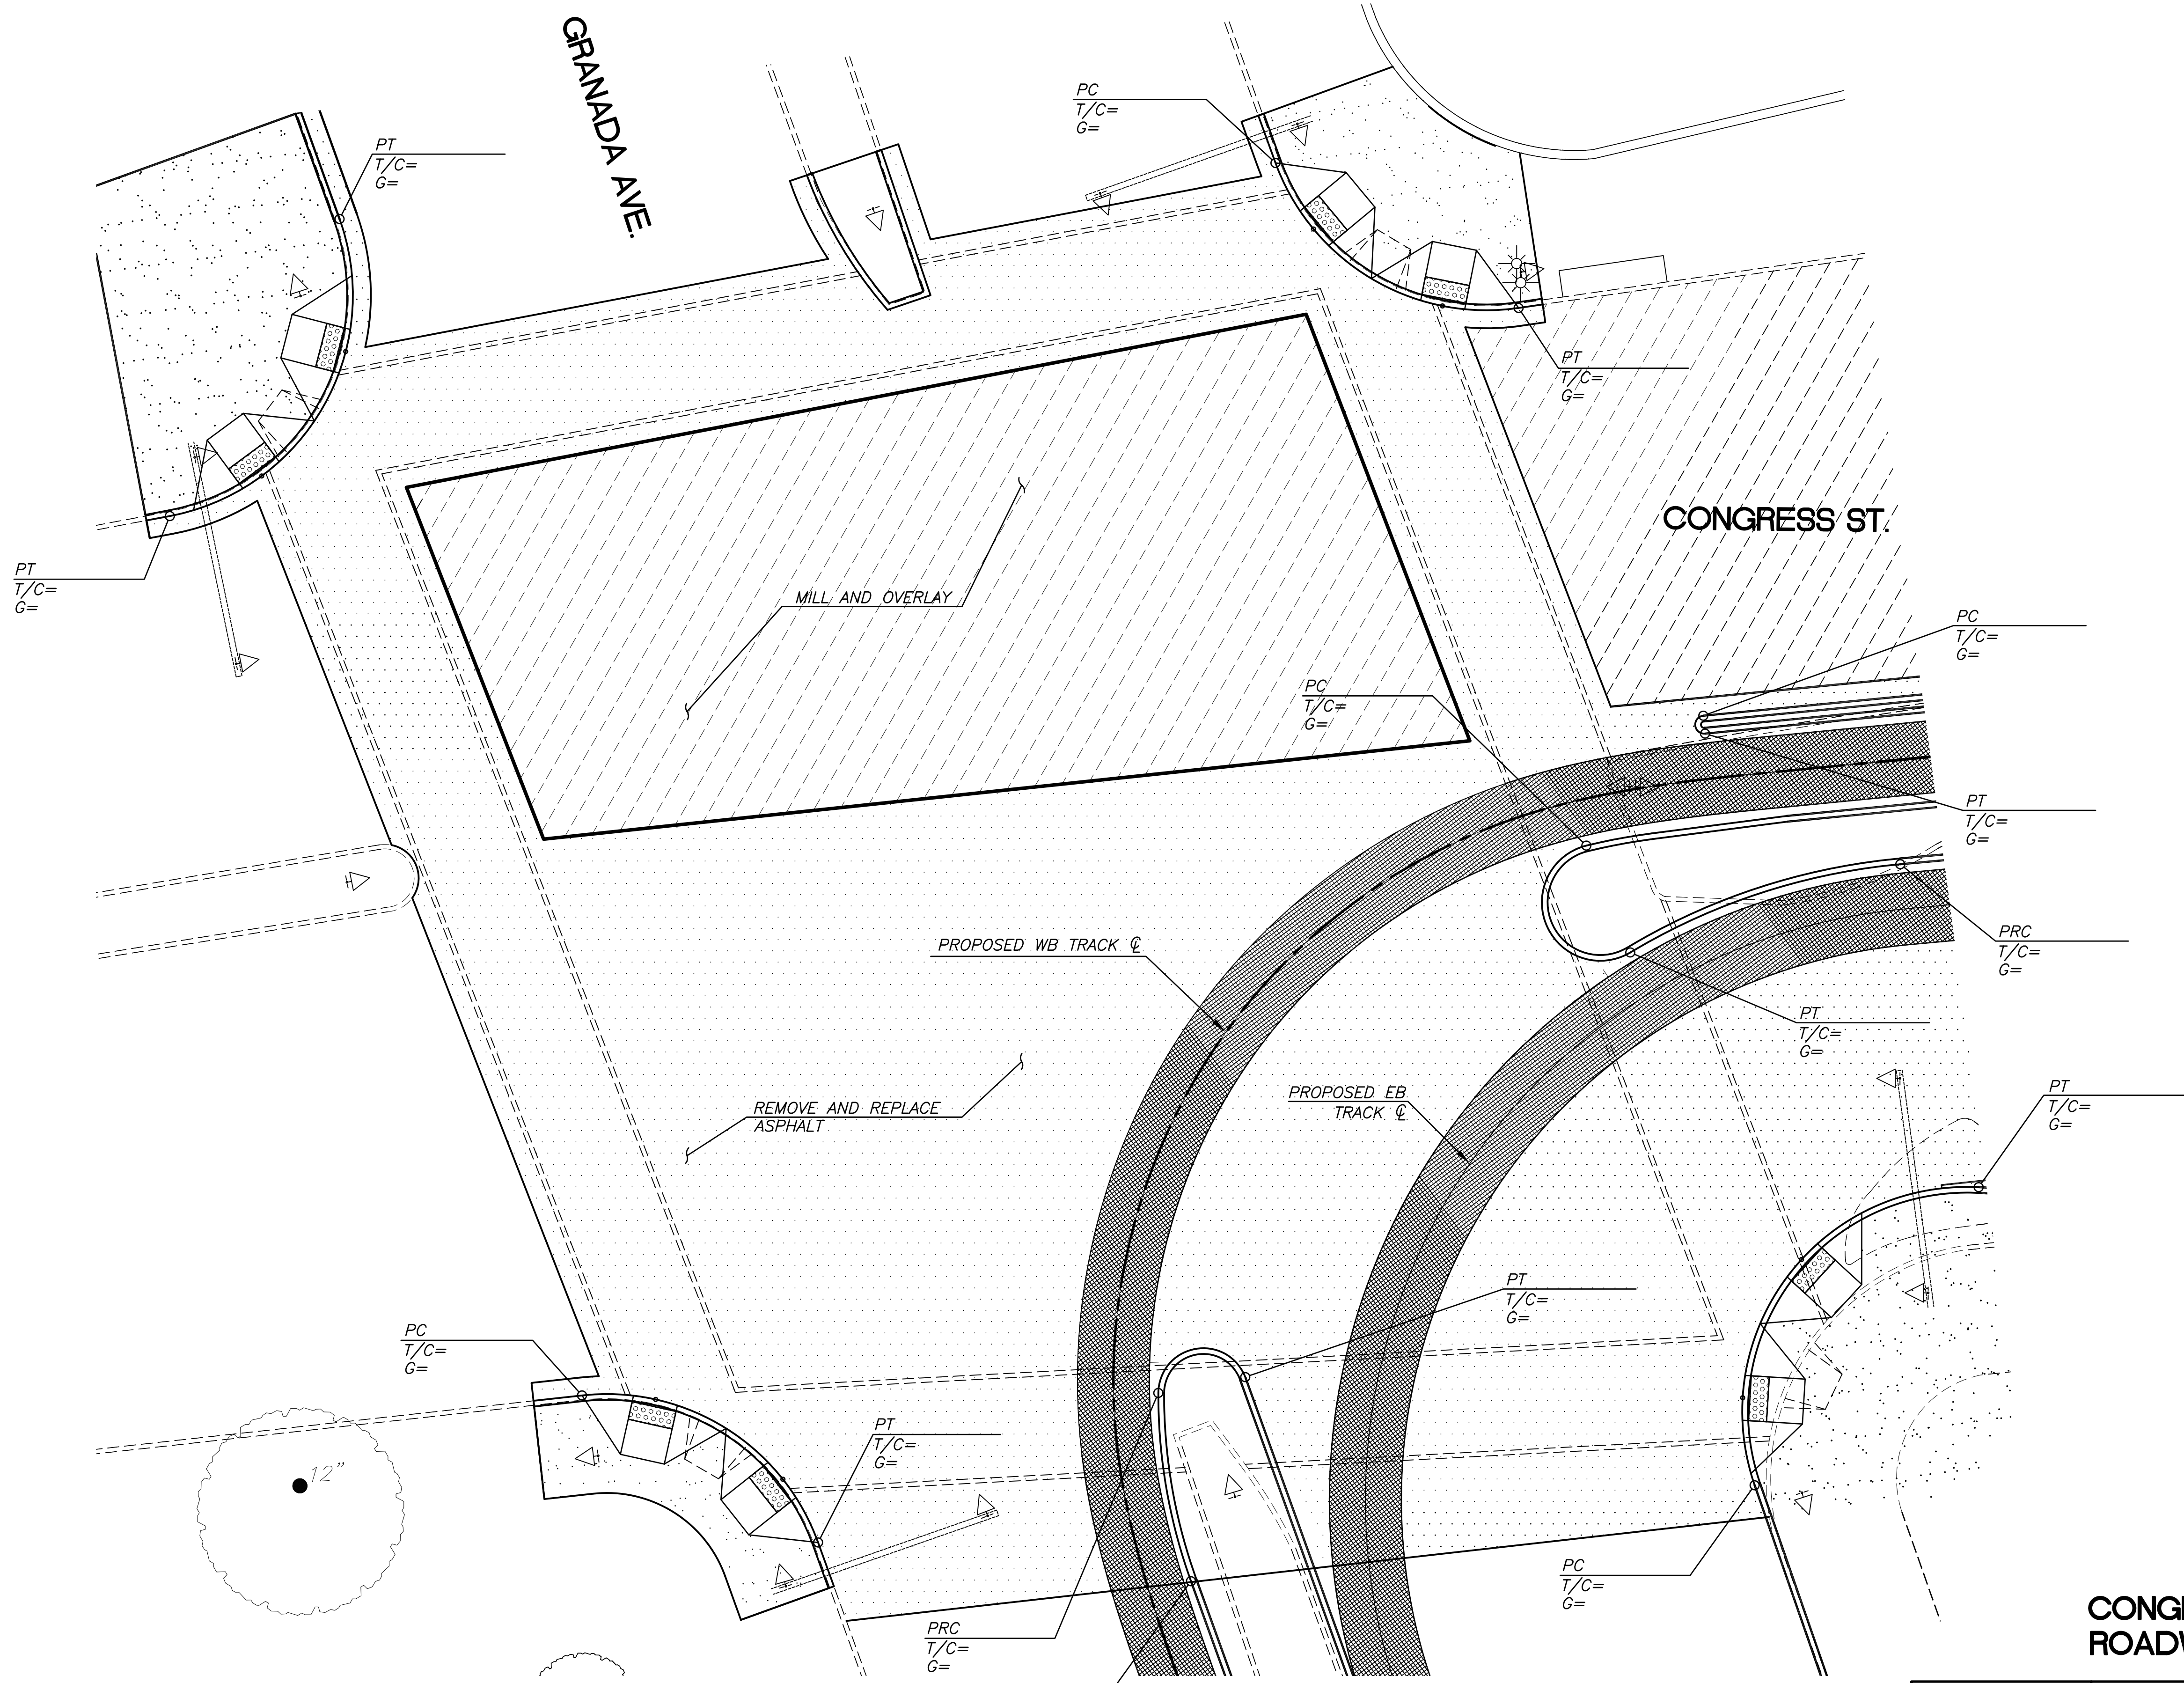 GRANADA AVE.
PC
T/C=
G=
PT
T/C=
G=
PT
T/C=
G=
CONGRESS ST.
PT
T/C=
G=
MILL AND OVERLAY
PC
T/C=
G=
PC
T/C=
G=
PT
T/C=
G=
PROPOSED WB TRACK ℄
PRC
T/C=
G=
PT
T/C=
G=
PROPOSED EB
TRACK ℄
PT
T/C=
G=
REMOVE AND REPLACE
ASPHALT
PT
T/C=
G=
PC
T/C=
G=
PT
T/C=
G=
12"
PC
T/C=
G=
PRC
T/C=
G=